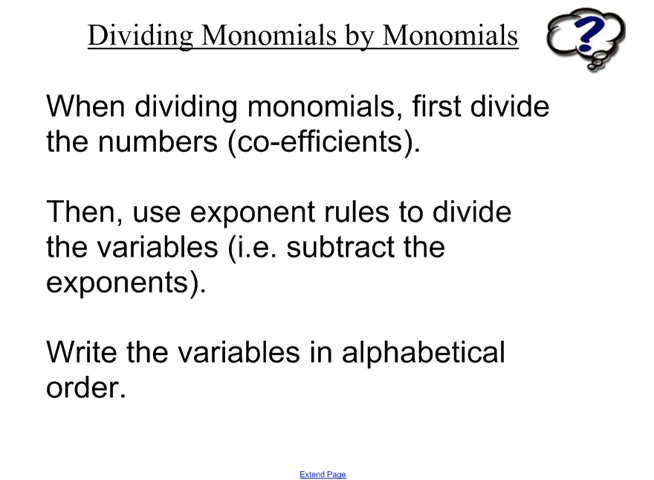 Dividing Monomials by Monomials
?
When dividing monomials, first divide
the numbers (co-efficients).
Then, use exponent rules to divide
the variables (i.e. subtract the
exponents).
Write the variables in alphabetical
order.
Extend Page